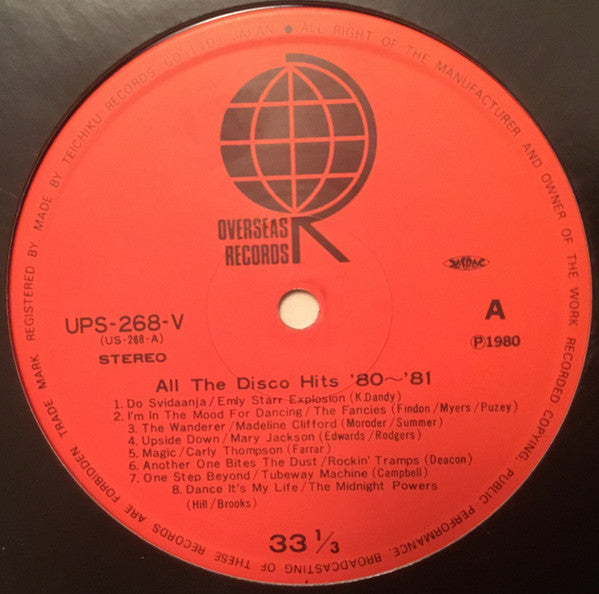 TRADE MARK. REGISTERED BY. MADE BY TEICHIKU RECORDS CO., LTD. JAPAN • ALL RIGHT OF THE MANUFACTURER AND OWNER OF THE WORK RECORDED COPYING. PUBLIC PERFORMANCE. BROADCASTING OF THESE RECORDS ARE FORBIDDEN
OVERSEAS
RECORDS
UPS-268-V
(US-268-A)
STEREO
A
Ⓟ1980
All The Disco Hits '80~'81
1. Do Svidaanja/Emly Starr Explosion (K.Dandy)
2. I'm In The Mood For Dancing/The Fancies (Findon/Myers/Puzey)
3. The Wanderer/Madeline Clifford (Moroder/Summer)
4. Upside Down/Mary Jackson (Edwards/Rodgers)
5. Magic/Carly Thompson (Farrar)
6. Another One Bites The Dust/Rockin' Tramps (Deacon)
7. One Step Beyond/Tubeway Machine (Campbell)
8. Dance It's My Life/The Midnight Powers
(Hill/Brooks)
33 1/3